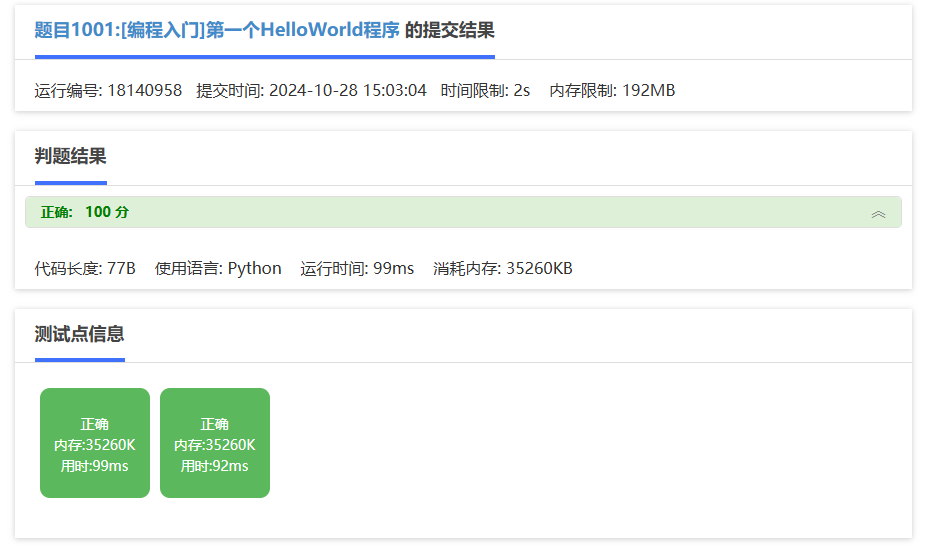 题目1001:[编程入门]第一个HelloWorld程序 的提交结果
运行编号: 18140958 提交时间: 2024-10-28 15:03:04 时间限制: 2s 内存限制: 192MB
判题结果
正确: 100 分
代码长度: 77B 使用语言: Python 运行时间: 99ms 消耗内存: 35260KB
测试点信息
正确
内存:35260K
用时:99ms
正确
内存:35260K
用时:92ms